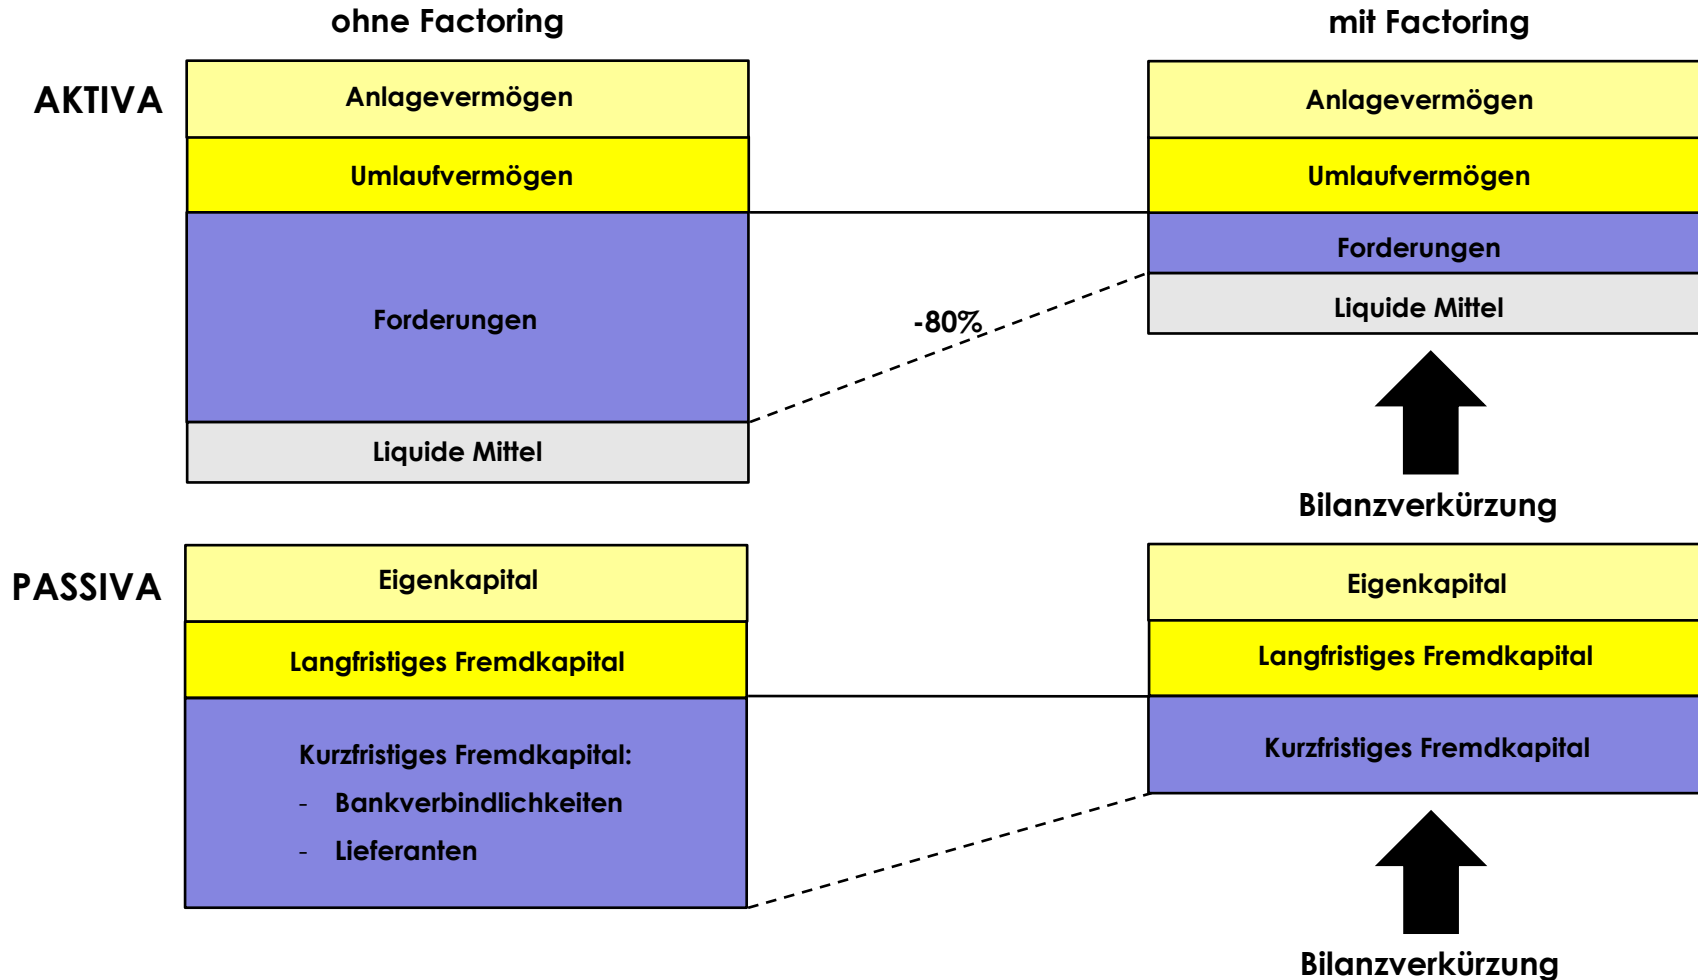 ohne Factoring
mit Factoring
AKTIVA
Anlagevermögen
Anlagevermögen
Umlaufvermögen
Umlaufvermögen
Forderungen
Forderungen
-80%
Liquide Mittel
Liquide Mittel
Bilanzverkürzung
PASSIVA
Eigenkapital
Eigenkapital
Langfristiges Fremdkapital
Langfristiges Fremdkapital
Kurzfristiges Fremdkapital:
- Bankverbindlichkeiten
- Lieferanten
Kurzfristiges Fremdkapital
Bilanzverkürzung